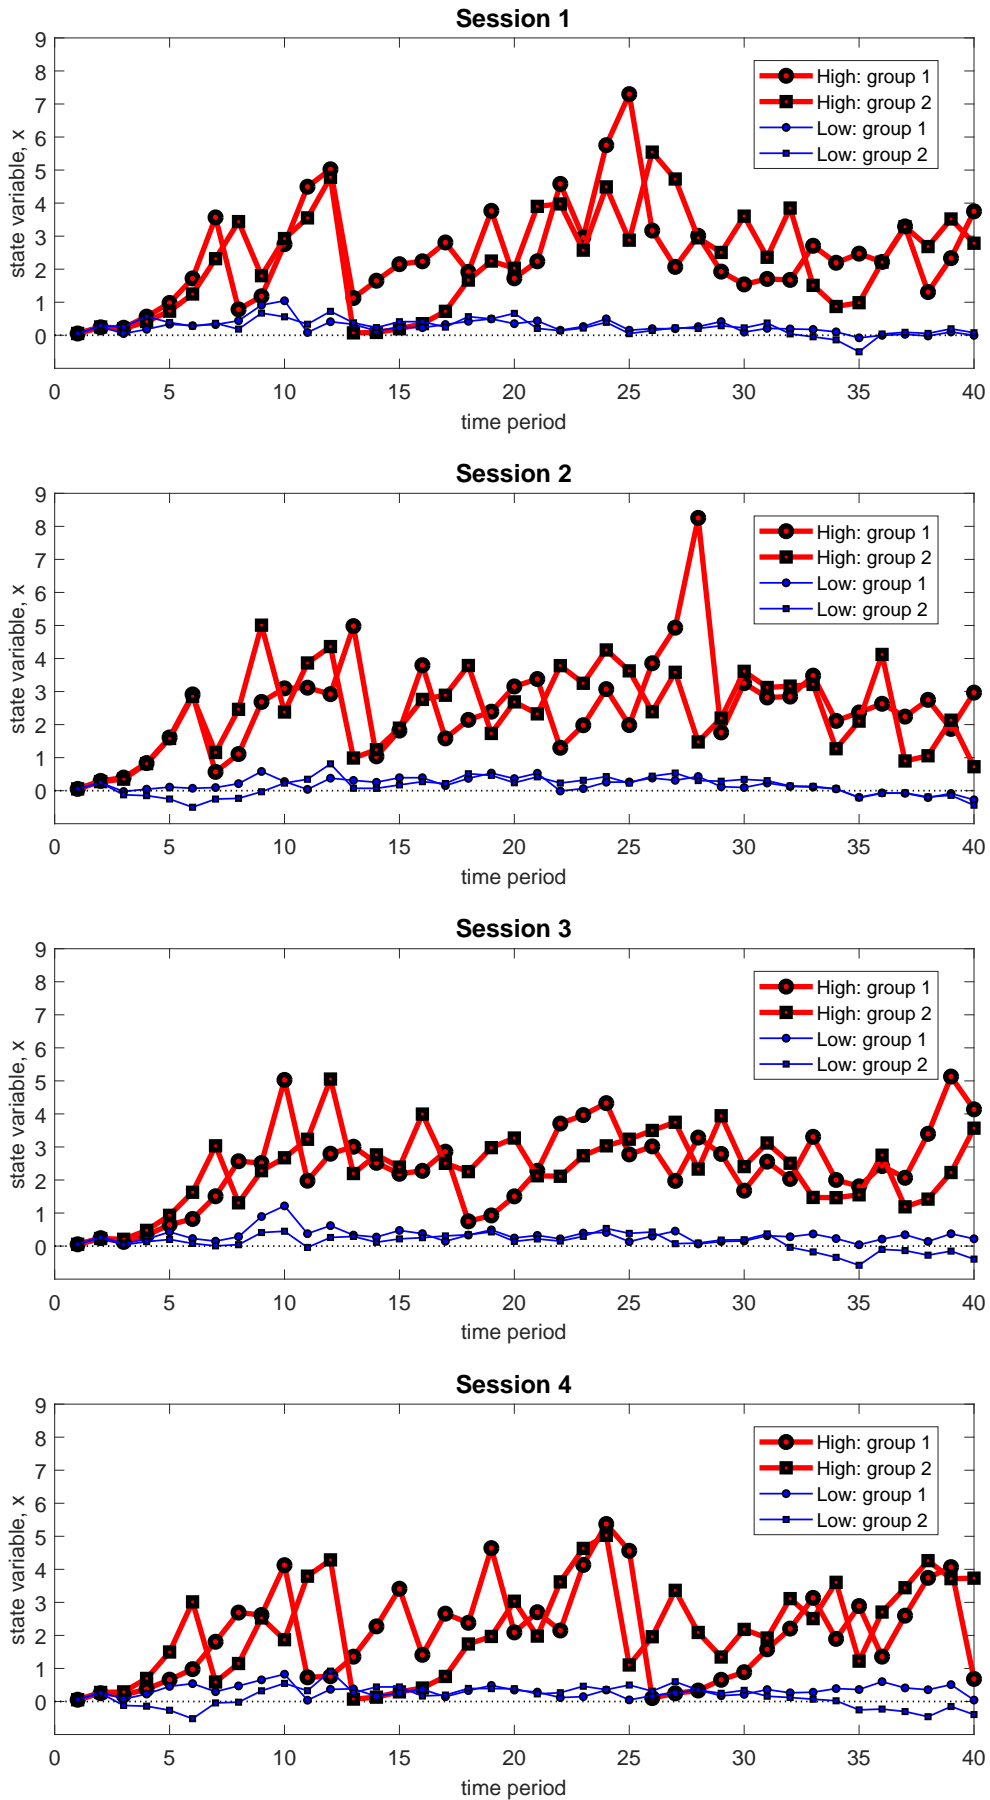 Session 1
state variable, x
9
8
7
6
5
4
3
2
1
0
0 5 10 15 20 25 30 35 40
time period
High: group 1
High: group 2
Low: group 1
Low: group 2
Session 2
state variable, x
9
8
7
6
5
4
3
2
1
0
0 5 10 15 20 25 30 35 40
time period
High: group 1
High: group 2
Low: group 1
Low: group 2
Session 3
state variable, x
9
8
7
6
5
4
3
2
1
0
0 5 10 15 20 25 30 35 40
time period
High: group 1
High: group 2
Low: group 1
Low: group 2
Session 4
state variable, x
9
8
7
6
5
4
3
2
1
0
0 5 10 15 20 25 30 35 40
time period
High: group 1
High: group 2
Low: group 1
Low: group 2